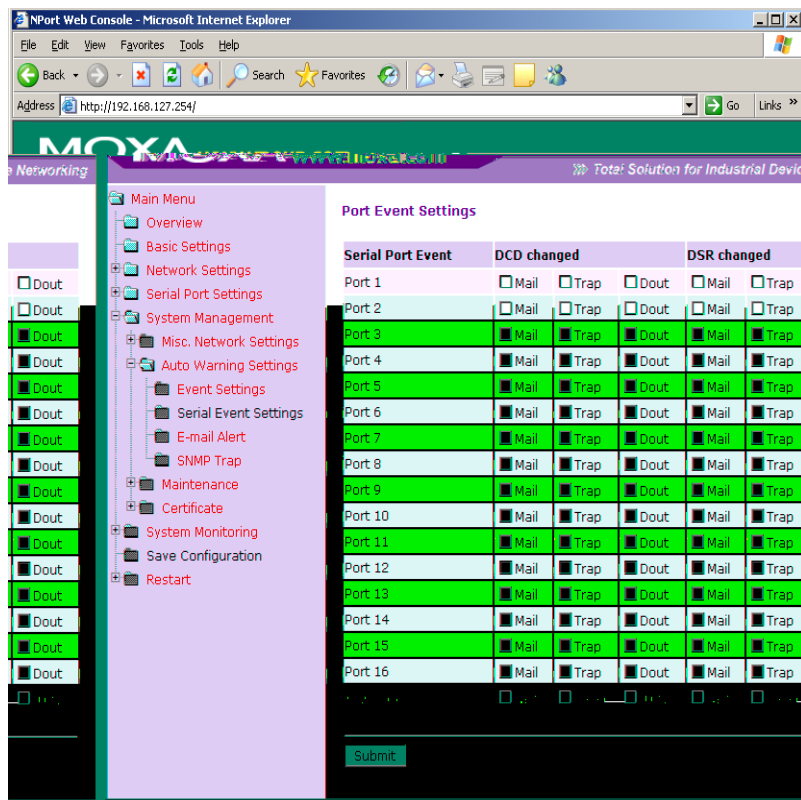 NPort Web Console - Microsoft Internet Explorer
File Edit View Favorites Tools Help
Back Search Favorites
Address http://192.168.127.254/ Go Links »
MOXA
e Networking
Total Solution for Industrial Devic
Main Menu
Overview
Basic Settings
Network Settings
Serial Port Settings
System Management
Misc. Network Settings
Auto Warning Settings
Event Settings
Serial Event Settings
E-mail Alert
SNMP Trap
Maintenance
Certificate
System Monitoring
Save Configuration
Restart
Port Event Settings
Serial Port Event DCD changed DSR changed
Dout Port 1 Mail Trap Dout Mail Trap
Dout Port 2 Mail Trap Dout Mail Trap
Dout Port 3 Mail Trap Dout Mail Trap
Dout Port 4 Mail Trap Dout Mail Trap
Dout Port 5 Mail Trap Dout Mail Trap
Dout Port 6 Mail Trap Dout Mail Trap
Dout Port 7 Mail Trap Dout Mail Trap
Dout Port 8 Mail Trap Dout Mail Trap
Dout Port 9 Mail Trap Dout Mail Trap
Dout Port 10 Mail Trap Dout Mail Trap
Dout Port 11 Mail Trap Dout Mail Trap
Dout Port 12 Mail Trap Dout Mail Trap
Dout Port 13 Mail Trap Dout Mail Trap
Dout Port 14 Mail Trap Dout Mail Trap
Dout Port 15 Mail Trap Dout Mail Trap
Dout Port 16 Mail Trap Dout Mail Trap
Submit